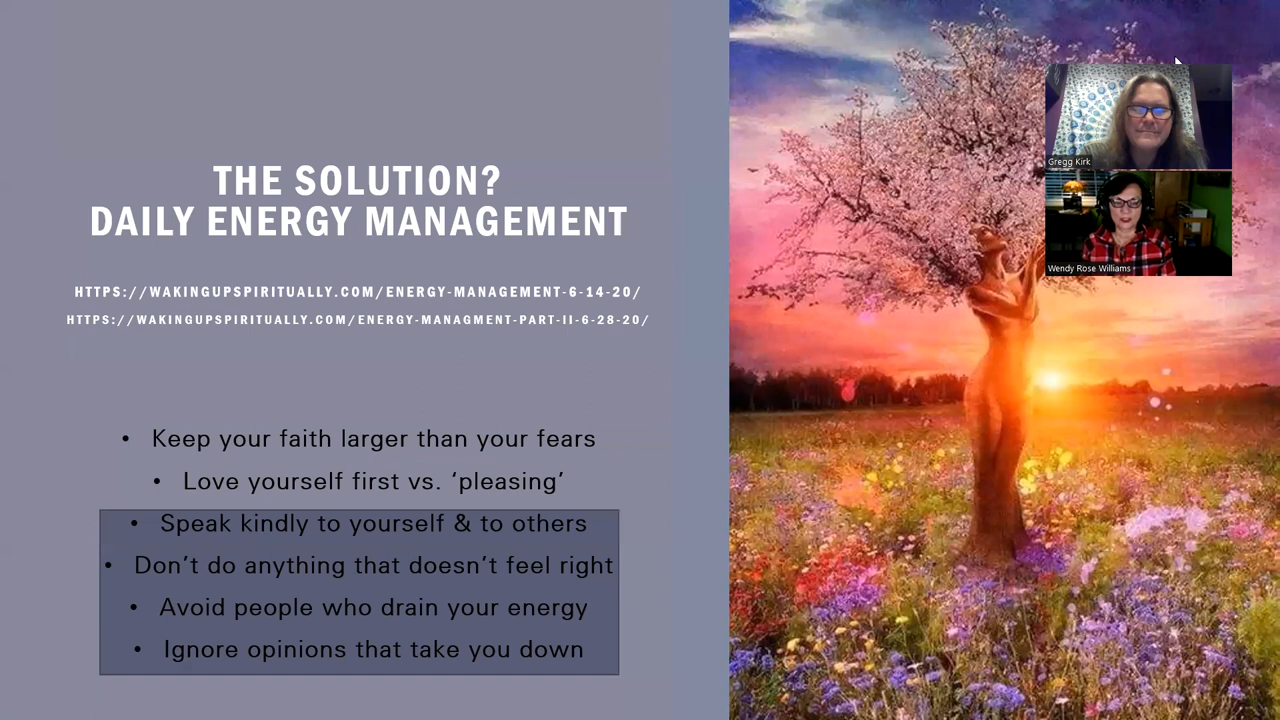 THE SOLUTION?
DAILY ENERGY MANAGEMENT
HTTPS://WAKINGUPSPIRITUALLY.COM/ENERGY-MANAGEMENT-6-14-20/
HTTPS://WAKINGUPSPIRITUALLY.COM/ENERGY-MANAGMENT-PART-II-6-28-20/
• Keep your faith larger than your fears
• Love yourself first vs. ‘pleasing’
• Speak kindly to yourself & to others
• Don’t do anything that doesn’t feel right
• Avoid people who drain your energy
• Ignore opinions that take you down
Gregg Kirk
Wendy Rose Williams